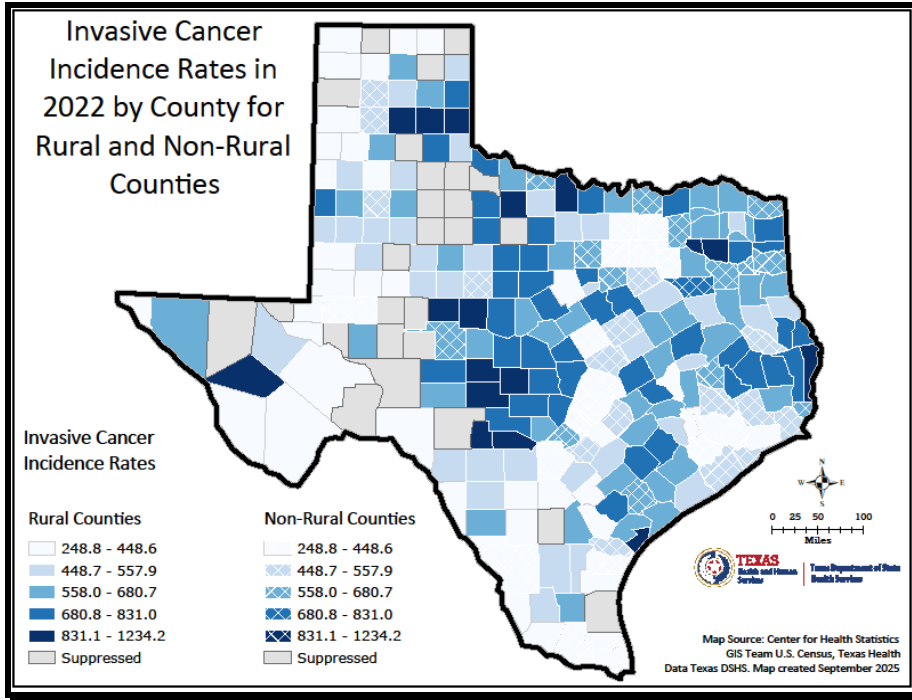 Invasive Cancer
Incidence Rates in
2022 by County for
Rural and Non-Rural
Counties
Invasive Cancer
Incidence Rates
Rural Counties
248.8 - 448.6
448.7 - 557.9
558.0 - 680.7
680.8 - 831.0
831.1 - 1234.2
Suppressed
Non-Rural Counties
248.8 - 448.6
448.7 - 557.9
558.0 - 680.7
680.8 - 831.0
831.1 - 1234.2
Suppressed
N
W E
S
0 25 50 100
Miles
TEXAS
Health and Human
Services
Texas Department of State
Health Services
Map Source: Center for Health Statistics
GIS Team U.S. Census, Texas Health
Data Texas DSHS. Map created September 2025